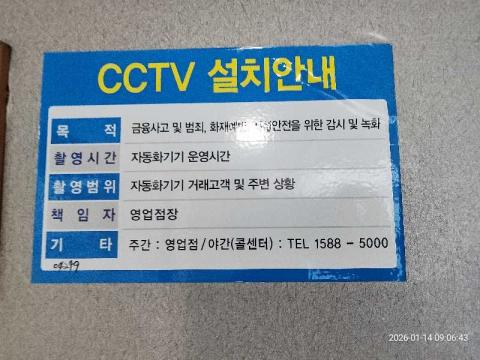 CCTV 설치안내
목 적 금융사고 및 범죄, 화재예방 안전을 위한 감시 및 녹화
촬영시간 자동화기기 운영시간
촬영범위 자동화기기 거래고객 및 주변 상황
책 임 자 영업점장
기 타 주간 : 영업점/야간(콜센터) : TEL 1588 - 5000
2026-01-14 09:06:43